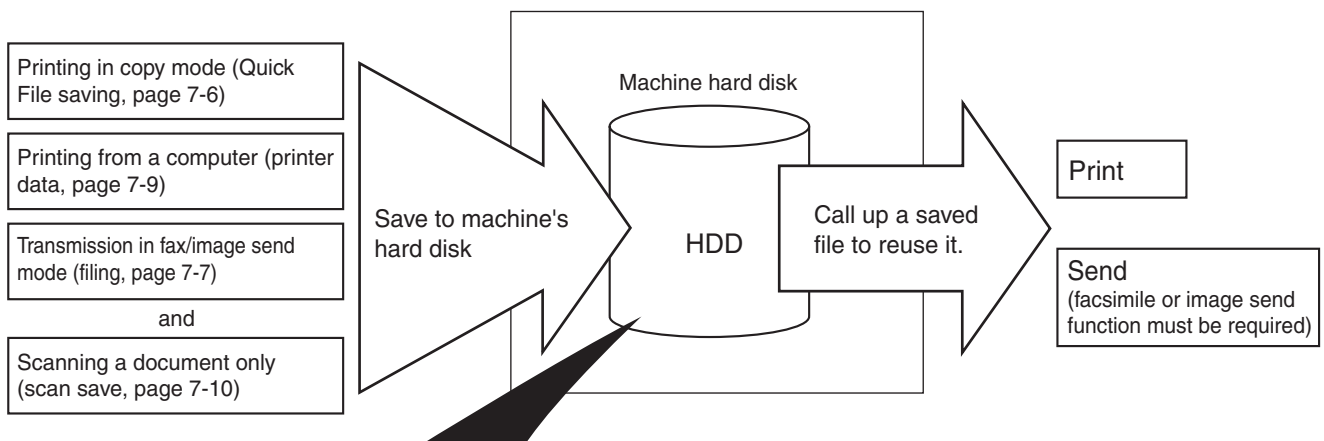 Printing in copy mode (Quick
File saving, page 7-6)
Printing from a computer (printer
data, page 7-9)
Transmission in fax/image send
mode (filing, page 7-7)
and
Scanning a document only
(scan save, page 7-10)
Save to machine's
hard disk
Machine hard disk
HDD
Call up a saved
file to reuse it.
Print
Send
(facsimile or image send
function must be required)